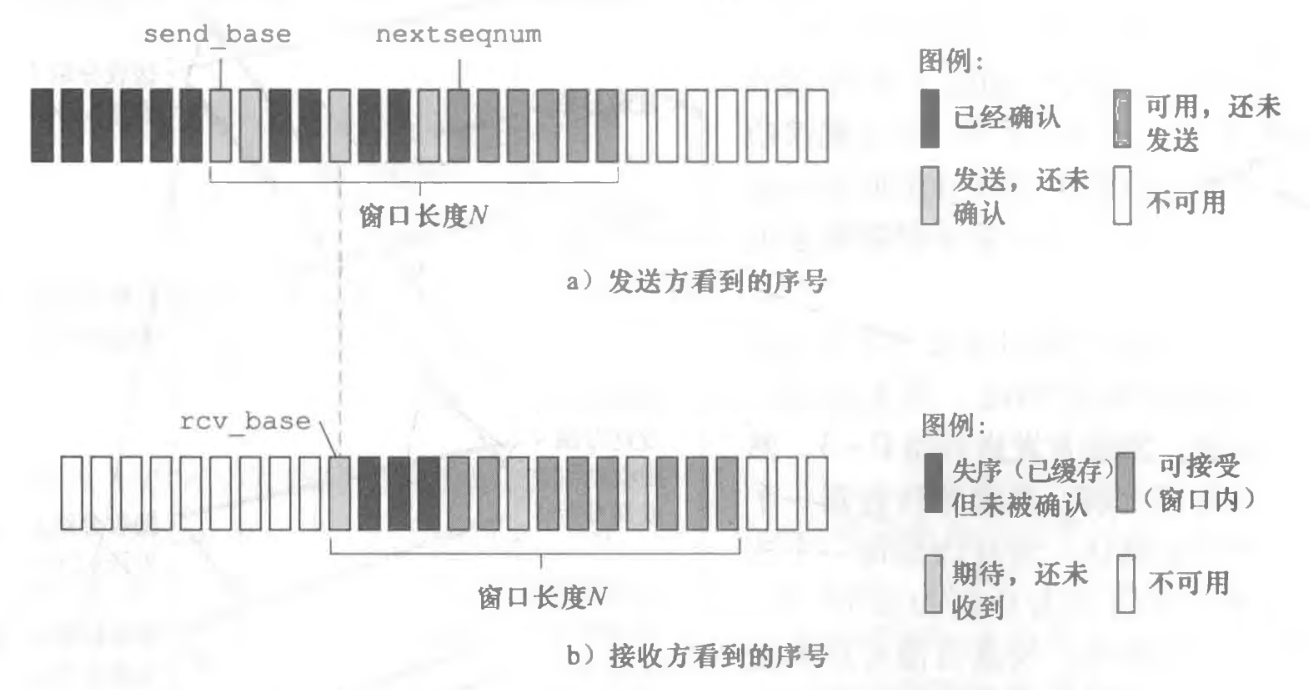 send_base nextseqnum
图例:
已经确认
可用，还未
发送
发送，还未
确认
不可用
窗口长度N
a）发送方看到的序号
rcv_base
图例:
失序（已缓存）
但未被确认
可接受
（窗口内）
期待，还未
收到
不可用
窗口长度N
b）接收方看到的序号